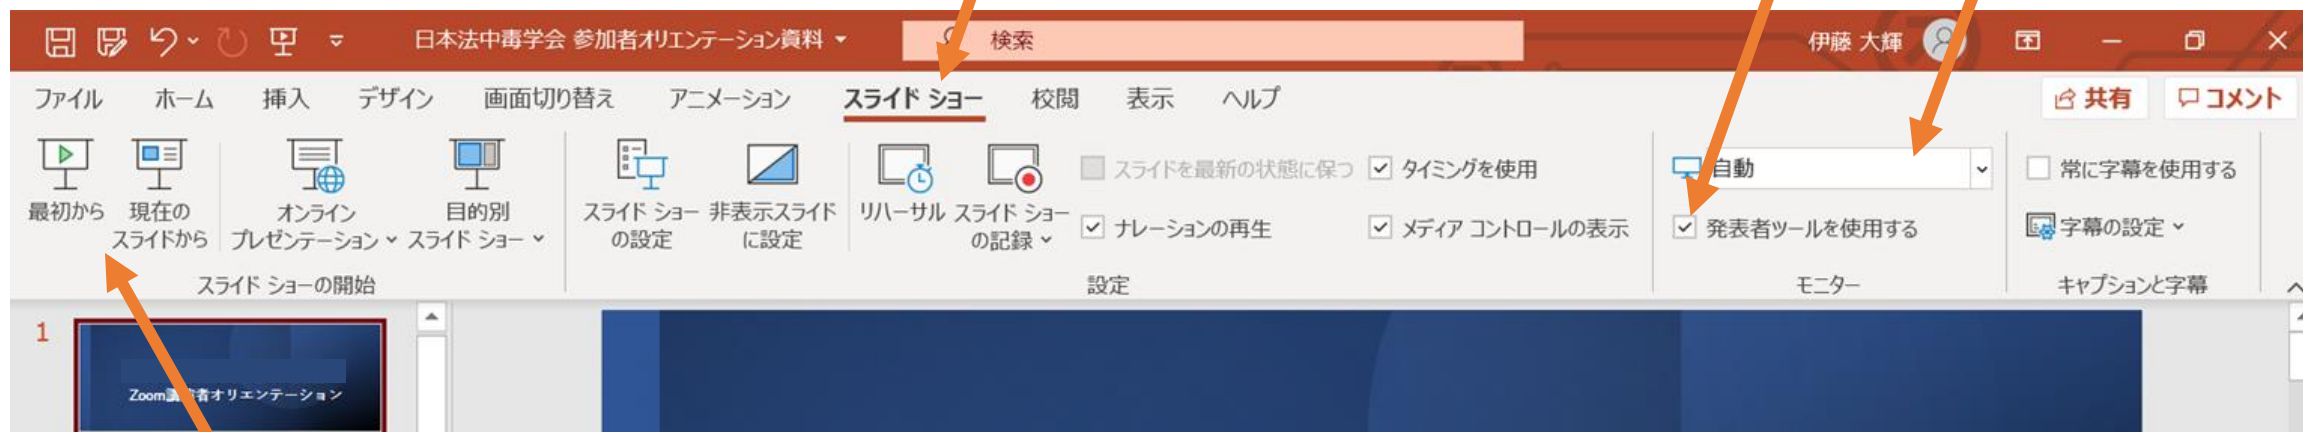 日本法中毒学会 参加者オリエンテーション資料
検索
伊藤 大輝
ファイル ホーム 挿入 デザイン 画面切り替え アニメーション スライド ショー 校閲 表示 ヘルプ
共有 コメント
最初から
現在の
スライドから
オンライン
プレゼンテーション
目的別
スライド ショー
スライド ショーの開始
スライド ショー
の設定
非表示スライド
に設定
リハーサル
スライド ショー
の記録
スライドを最新の状態に保つ
ナレーションの再生
タイミングを使用
メディア コントロールの表示
設定
自動
発表者ツールを使用する
モニター
常に字幕を使用する
字幕の設定
キャプションと字幕
1
Zoom 者オリエンテーション